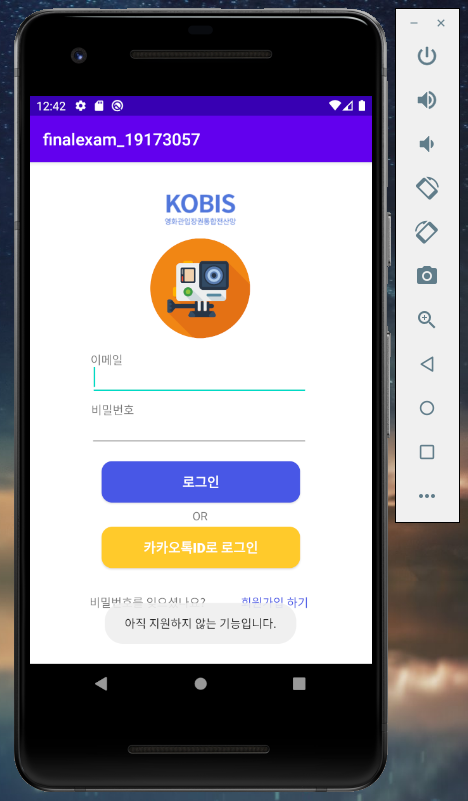 12:42
finalexam_19173057
KOBIS
영화관입장권통합전산망
이메일
비밀번호
로그인
OR
카카오톡ID로 로그인
비밀번호를 잊으셨나요? 회원가입 하기
아직 지원하지 않는 기능입니다.